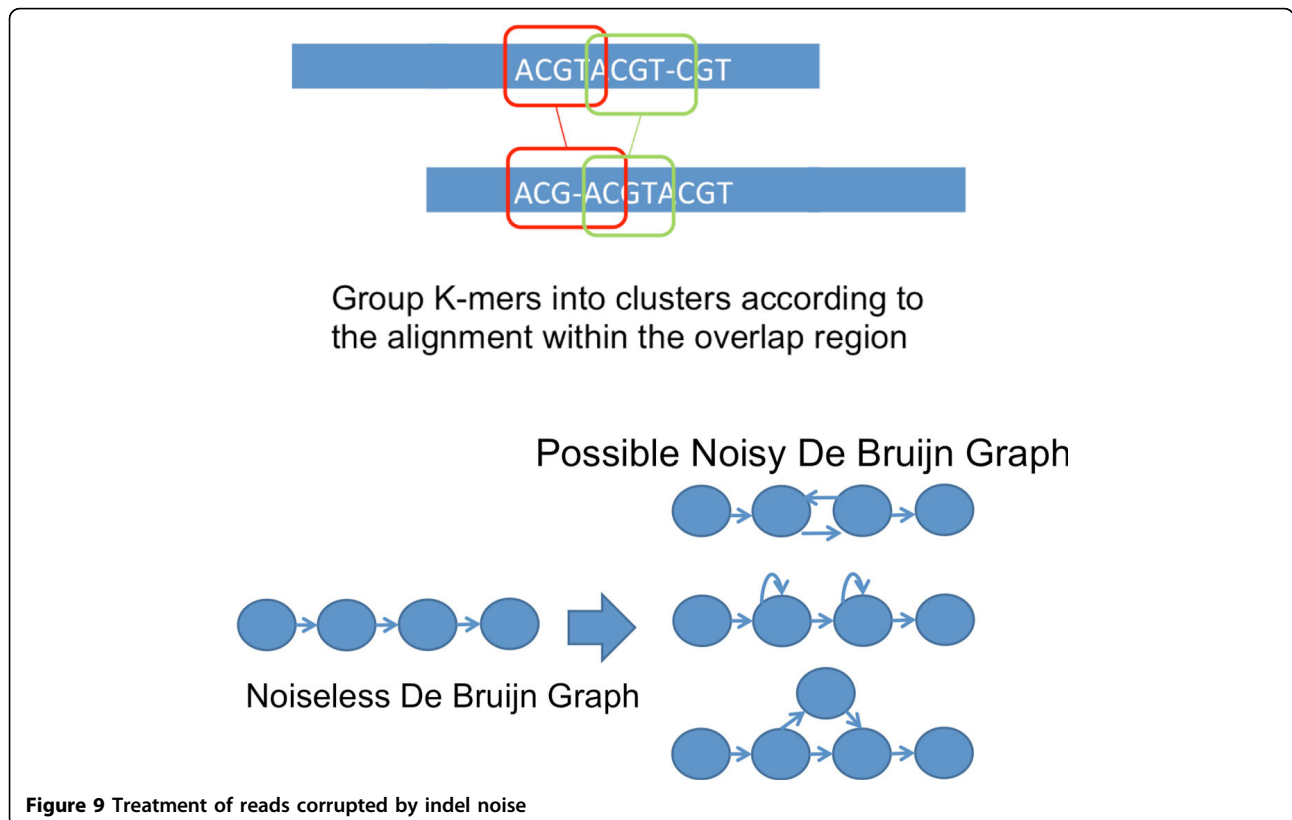 ACGTACGT-CGT
ACG-ACGTACGT
Group K-mers into clusters according to
the alignment within the overlap region
Possible Noisy De Bruijn Graph
Noiseless De Bruijn Graph
Figure 9 Treatment of reads corrupted by indel noise